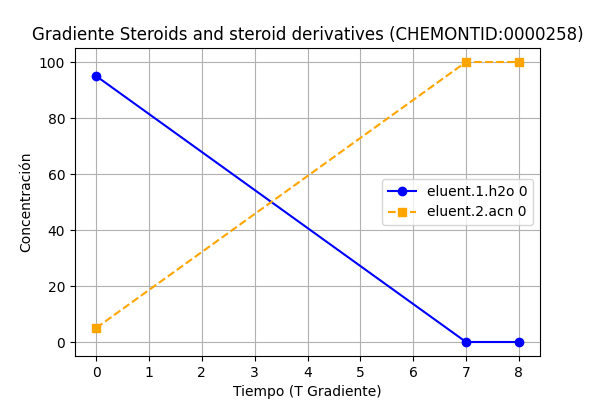 Gradiente Steroids and steroid derivatives (CHEMONTID:0000258)
Concentración
100
80
60
40
20
0
eluent.1.h2o 0
eluent.2.acn 0
0 1 2 3 4 5 6 7 8
Tiempo (T Gradiente)